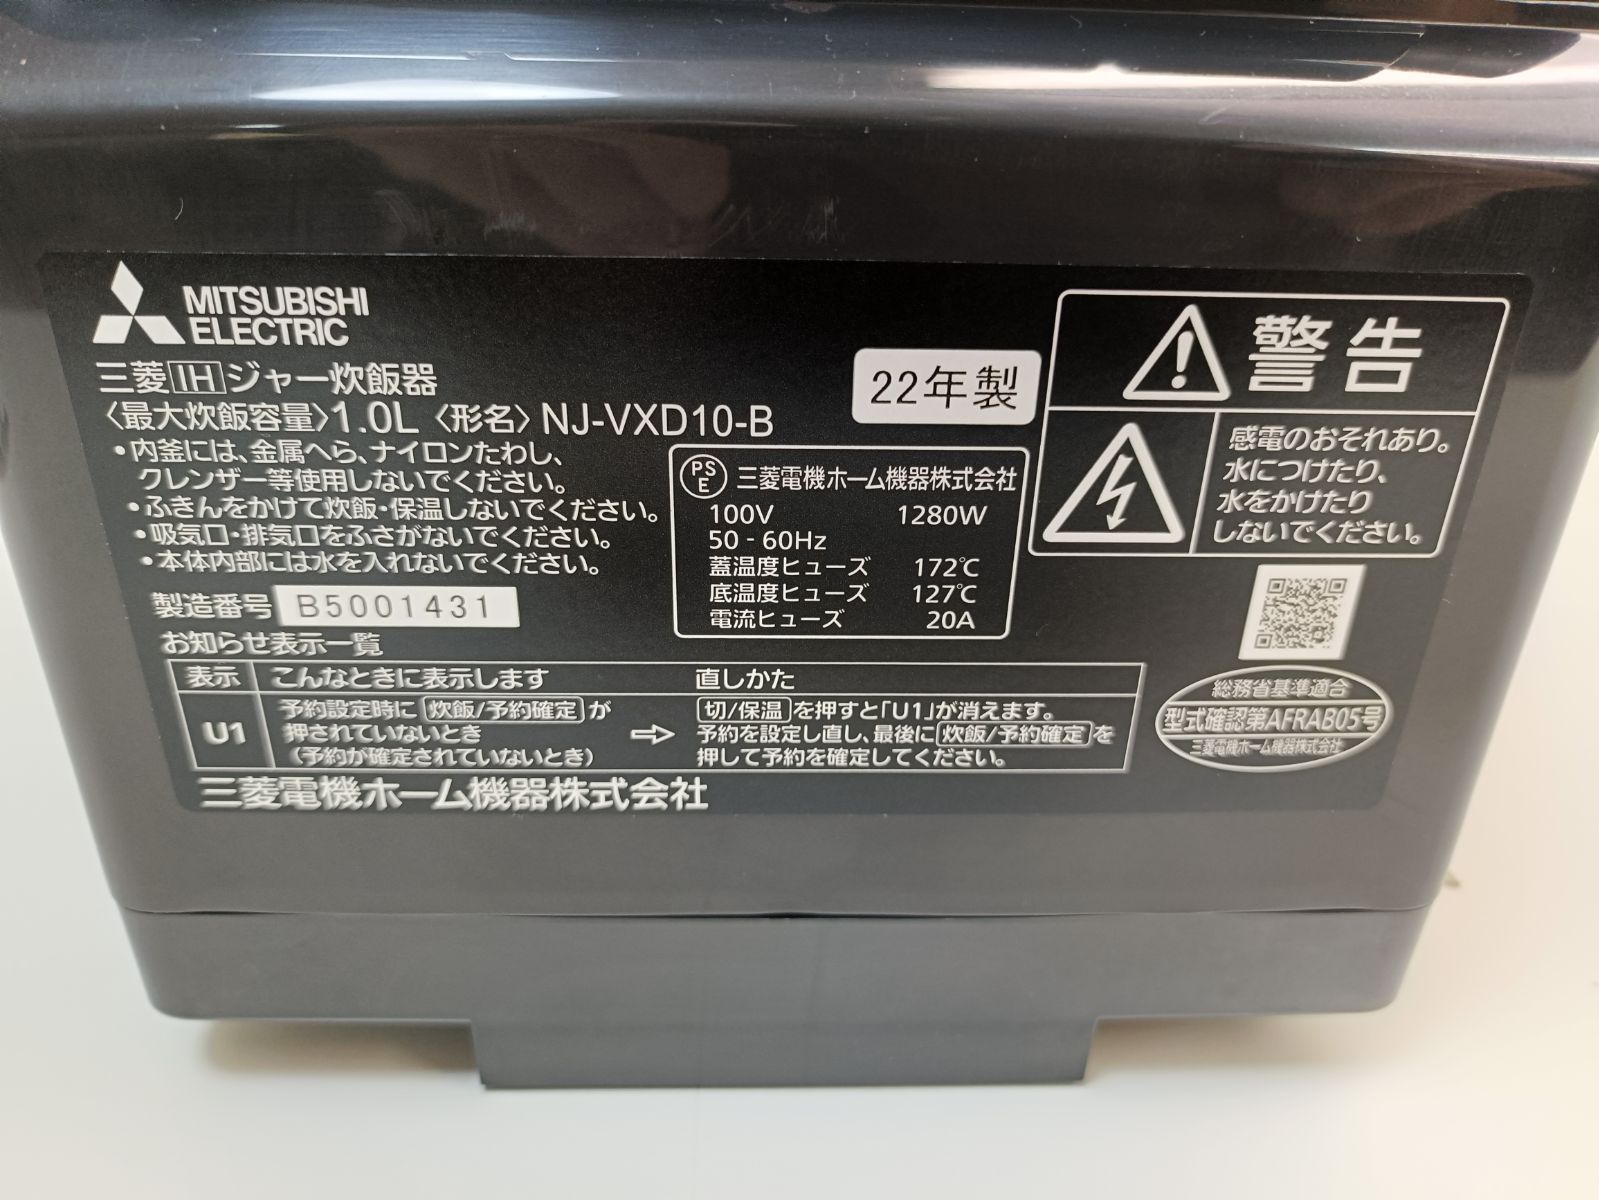 MITSUBISHI
ELECTRIC
三菱IHジャー炊飯器
〈最大炊飯容量〉1.0L 〈形名〉NJ-VXD10-B
・内釜には、金属へら、ナイロンたわし、
クレンザー等使用しないでください。
・ふきんをかけて炊飯・保温しないでください。
・吸気口・排気口をふさがないでください。
・本体内部には水を入れないでください。
製造番号 B5001431
22年製
PS
E 三菱電機ホーム機器株式会社
100V 1280W
50 - 60Hz
蓋温度ヒューズ 172℃
底温度ヒューズ 127℃
電流ヒューズ 20A
警告
感電のおそれあり。
水につけたり、
水をかけたり
しないでください。
お知らせ表示一覧
表示 こんなときに表示します 直しかた
U1
予約設定時に 炊飯/予約確定 が
押されていないとき
(予約が確定されていないとき)
⇨
切/保温 を押すと「U1」が消えます。
予約を設定し直し、最後に 炊飯/予約確定 を
押して予約を確定してください。
総務省基準適合
型式確認第AFRAB05号
三菱電機ホーム機器株式会社
三菱電機ホーム機器株式会社